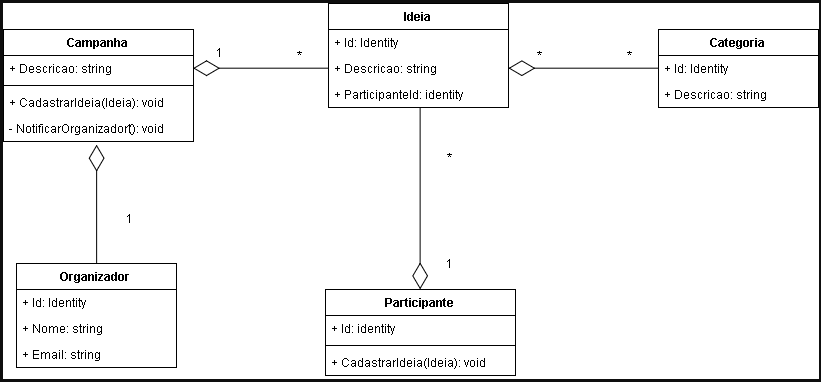 Campanha
+ Descricao: string
+ CadastrarIdeia(Ideia): void
- NotificarOrganizador(): void
1
*
Ideia
+ Id: Identity
+ Descricao: string
+ ParticipanteId: identity
*
*
Categoria
+ Id: Identity
+ Descricao: string
1
*
1
Organizador
+ Id: Identity
+ Nome: string
+ Email: string
Participante
+ Id: identity
+ CadastrarIdeia(Ideia): void